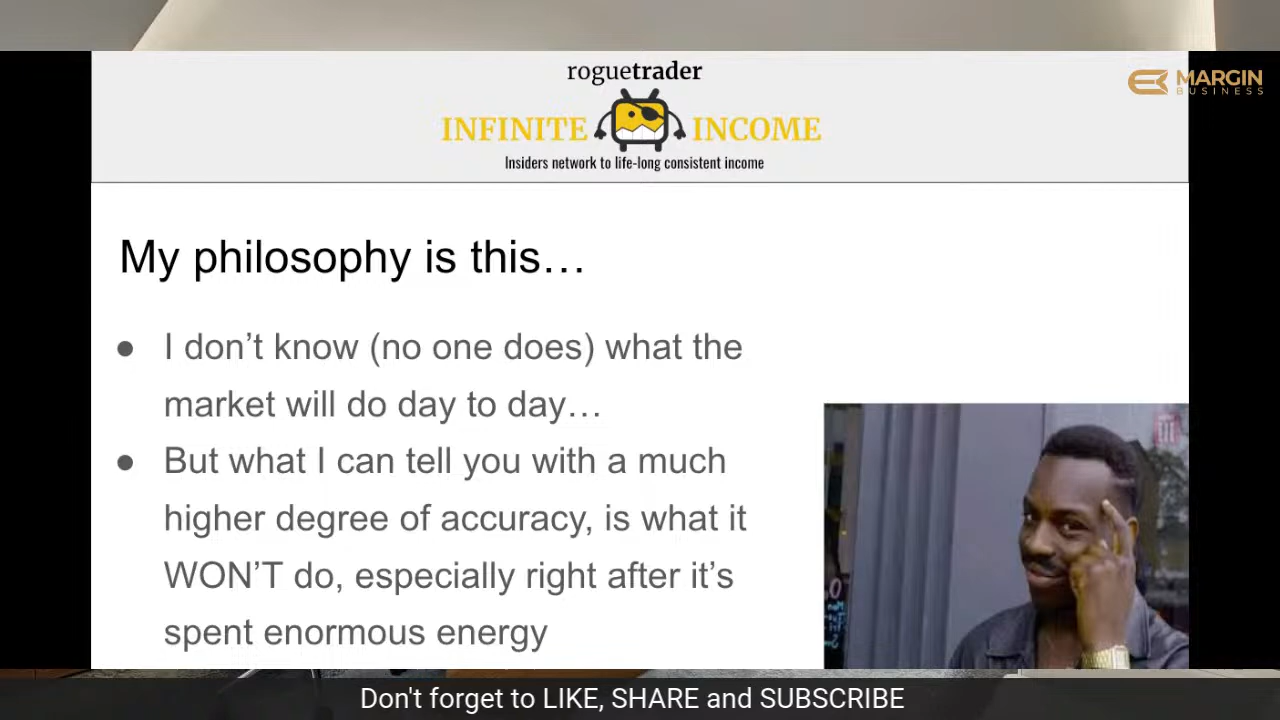 roguetrader
MARGIN
BUSINESS
INFINITE INCOME
Insiders network to life-long consistent income
My philosophy is this…
● I don’t know (no one does) what the
market will do day to day…
● But what I can tell you with a much
higher degree of accuracy, is what it
WON’T do, especially right after it’s
spent enormous energy
Don't forget to LIKE, SHARE and SUBSCRIBE